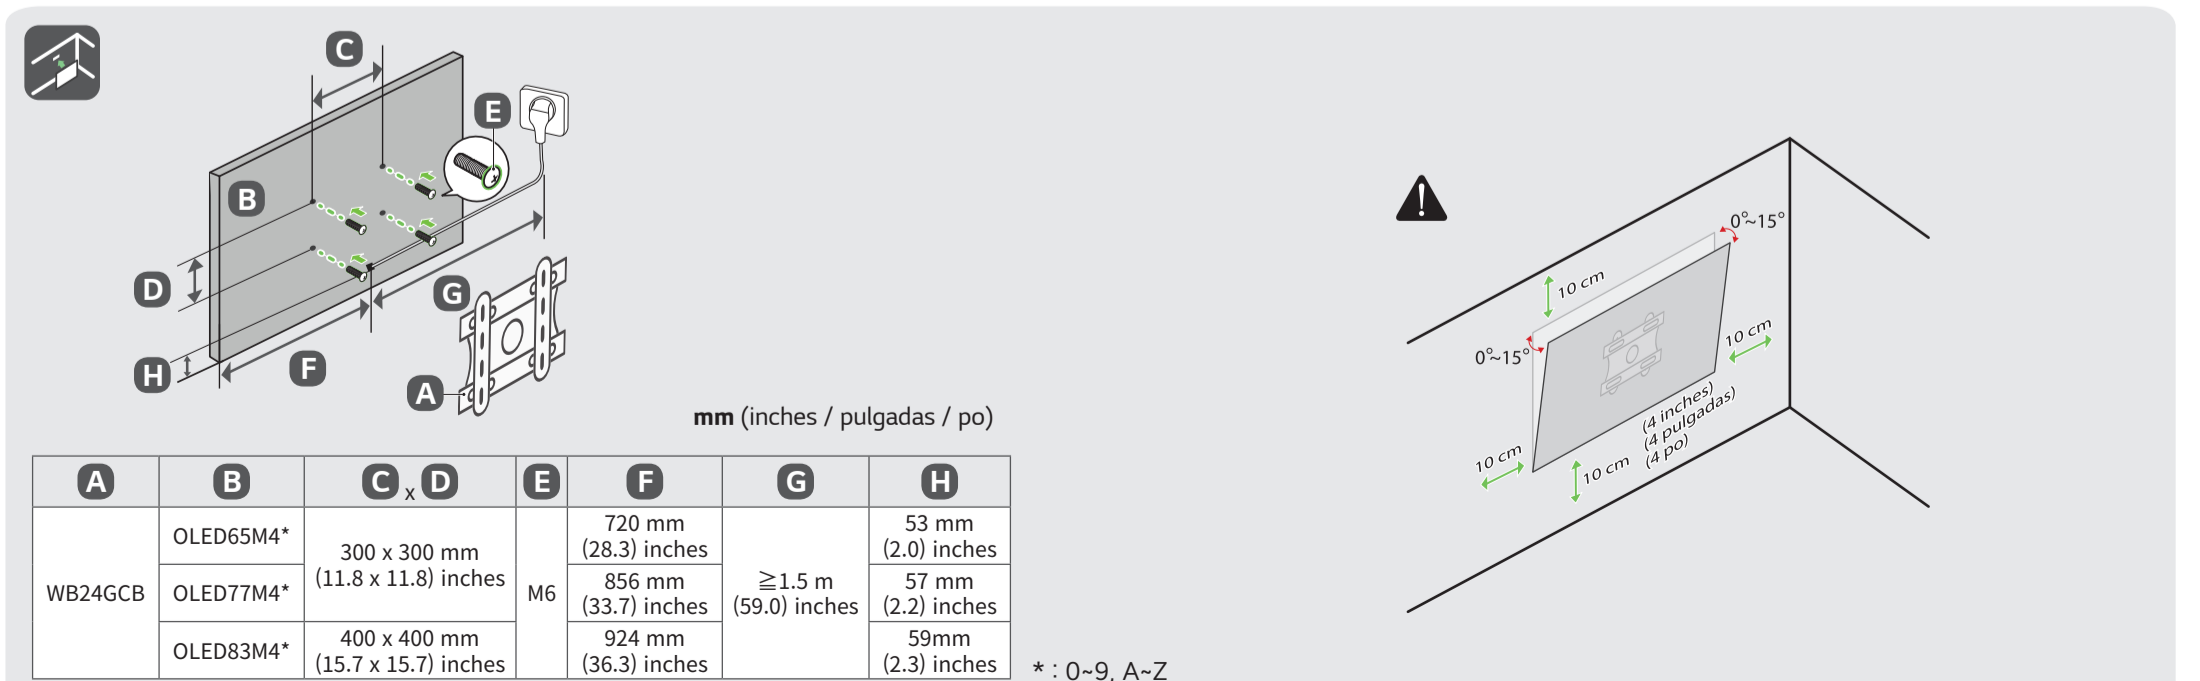 C
E
B
D
G
H
F
A
mm (inches / pulgadas / po)
A B C x D E F G H
WB24GCB
OLED65M4*
300 x 300 mm
(11.8 x 11.8) inches
M6
720 mm
(28.3) inches
≧1.5 m
(59.0) inches
53 mm
(2.0) inches
OLED77M4*
856 mm
(33.7) inches
57 mm
(2.2) inches
OLED83M4*
400 x 400 mm
(15.7 x 15.7) inches
924 mm
(36.3) inches
59mm
(2.3) inches
* : 0~9, A~Z
!
0°~15°
10 cm
0°~15°
10 cm
(4 inches)
(4 pulgadas)
(4 po)
10 cm
10 cm